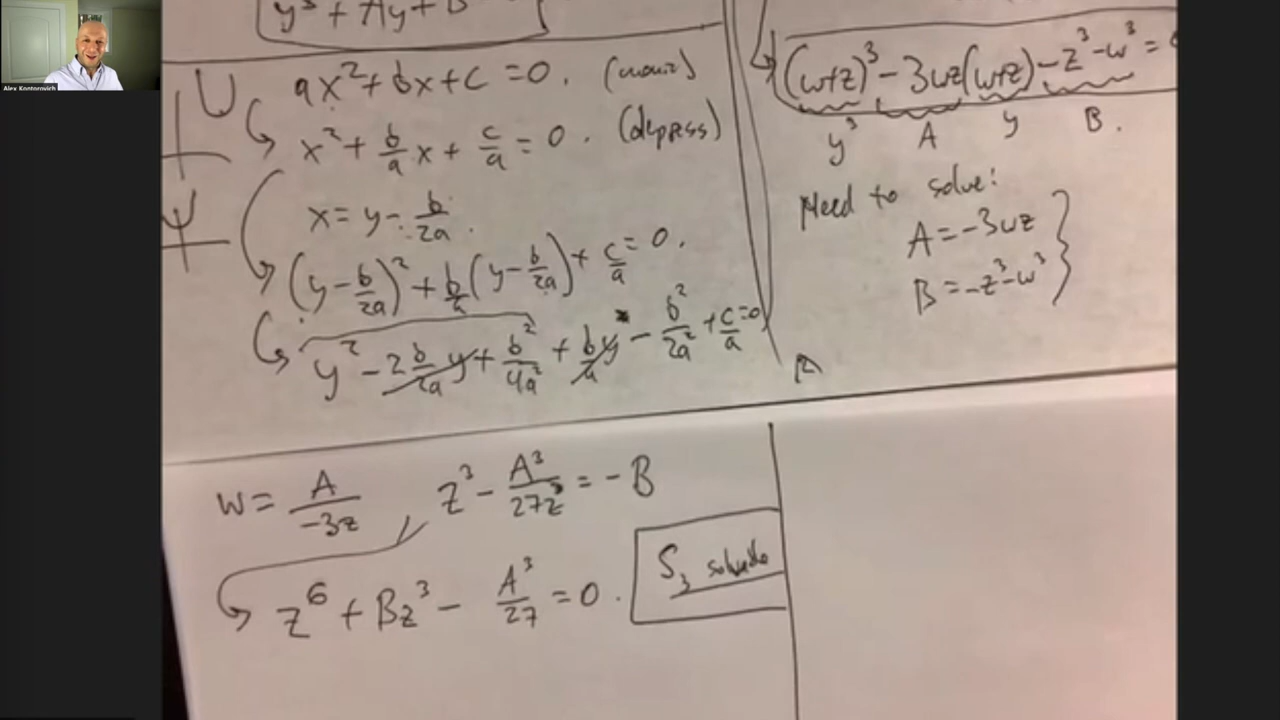 Alex Kontorovich
y³ + Ay + B
ax² + bx + c = 0.
x² + b/a x + c/a = 0. (depress)
x = y - b/2a.
(y - b/2a)² + b/a (y - b/2a) + c/a = 0.
y² - 2 b/2a y + b²/4a² + b/a y - b²/2a² + c/a = 0
(w+z)³ - 3wz(w+z) - z³ - w³ =
y³ A y B.
Need to solve:
A = -3wz
B = -z³ - w³
w = A/-3z z³ - A³/27z³ = -B
z⁶ + Bz³ - A³/27 = 0.
S₃ solvable